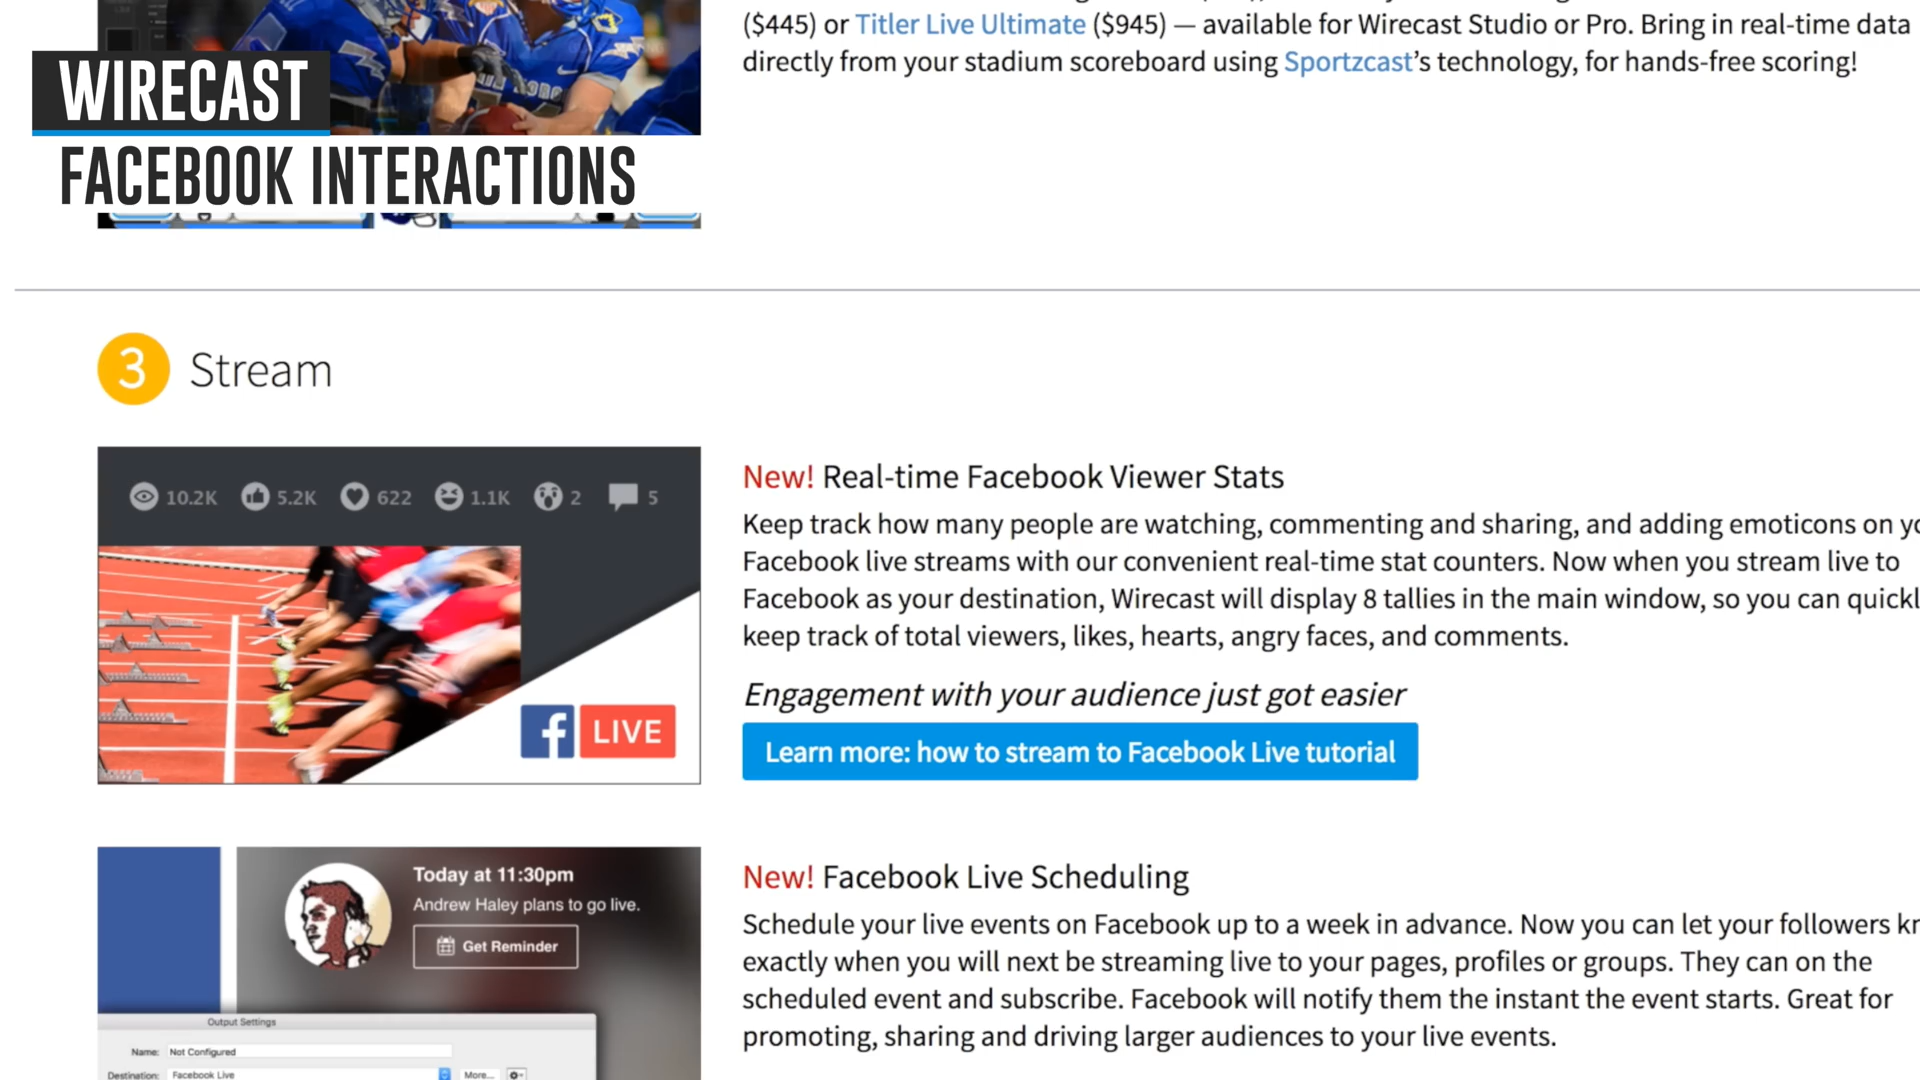 WIRECAST
FACEBOOK INTERACTIONS
($445) or Titler Live Ultimate ($945) — available for Wirecast Studio or Pro. Bring in real-time data
directly from your stadium scoreboard using Sportzcast’s technology, for hands-free scoring!
3 Stream
10.2K 5.2K 622 1.1K 2 5
f LIVE
New! Real-time Facebook Viewer Stats
Keep track how many people are watching, commenting and sharing, and adding emoticons on yo
Facebook live streams with our convenient real-time stat counters. Now when you stream live to
Facebook as your destination, Wirecast will display 8 tallies in the main window, so you can quickl
keep track of total viewers, likes, hearts, angry faces, and comments.
Engagement with your audience just got easier
Learn more: how to stream to Facebook Live tutorial
Today at 11:30pm
Andrew Haley plans to go live.
Get Reminder
Output Settings
Name: Not Configured
Destination: Facebook Live More...
New! Facebook Live Scheduling
Schedule your live events on Facebook up to a week in advance. Now you can let your followers kn
exactly when you will next be streaming live to your pages, profiles or groups. They can on the
scheduled event and subscribe. Facebook will notify them the instant the event starts. Great for
promoting, sharing and driving larger audiences to your live events.